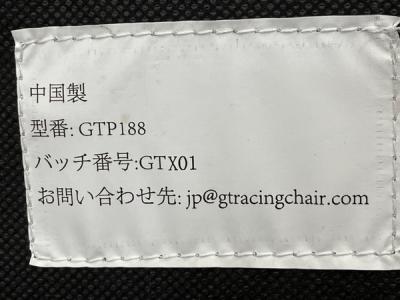 中国製
型番: GTP188
バッチ番号:GTX01
お問い合わせ先: jp@gtracingchair.com